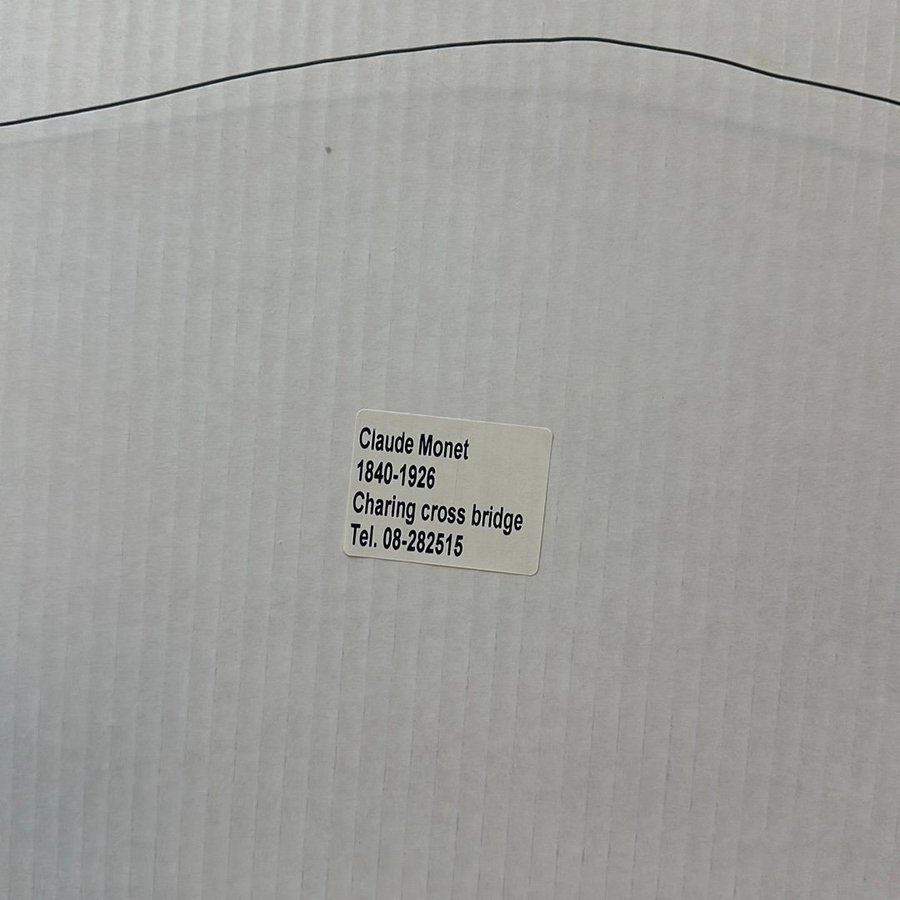 Claude Monet
1840-1926
Charing cross bridge
Tel. 08-282515